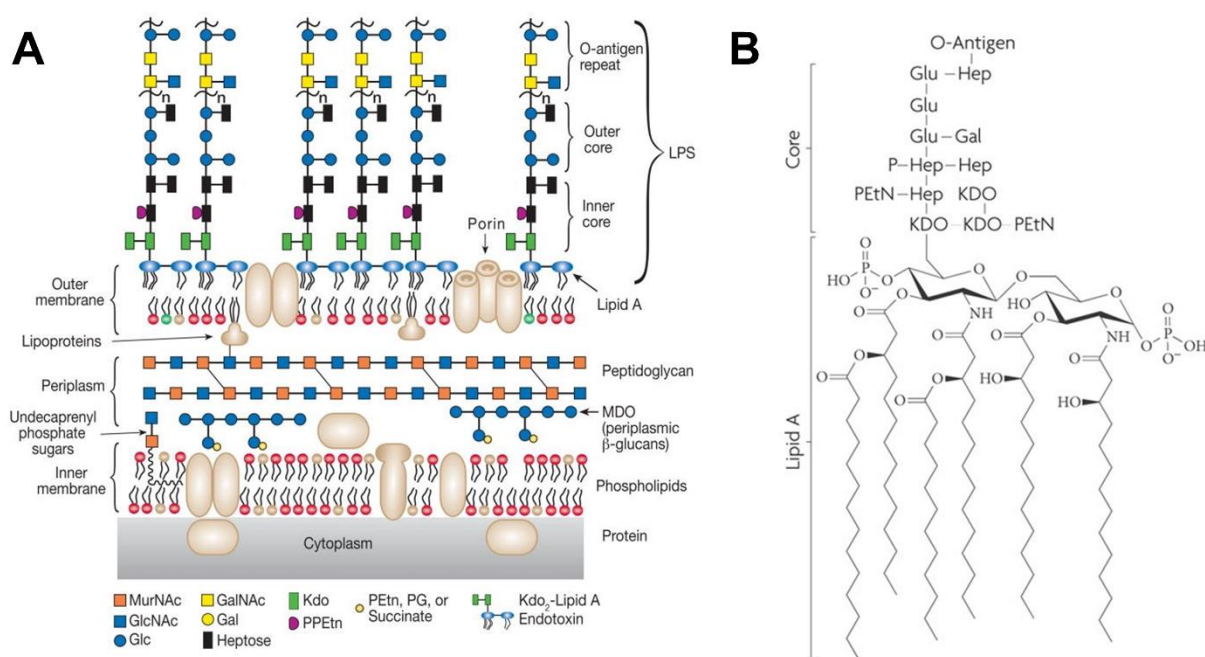 A
O-antigen
repeat
n
n
n
n
n
n
Outer
core
LPS
Inner
core
Porin
Outer
membrane
Lipid A
Lipoproteins
Peptidoglycan
Periplasm
MDO
(periplasmic
β-glucans)
Undecaprenyl
phosphate
sugars
Inner
membrane
Phospholipids
Cytoplasm
Protein
MurNAc
GlcNAc
Glc
GalNAc
Gal
Heptose
Kdo
PPEtn
PEtn, PG, or
Succinate
Kdo2-Lipid A
Endotoxin
B
O-Antigen
Glu Hep
Glu
Glu Gal
P Hep Hep
PEtN Hep KDO
KDO KDO PEtN
Core
Lipid A
O
HO P O
O−
O
O
O
HO
O
O
O
NH
O
O
NH
O
O
P OH
O−
O
O
O
O
O
O
O
O
HO
HO